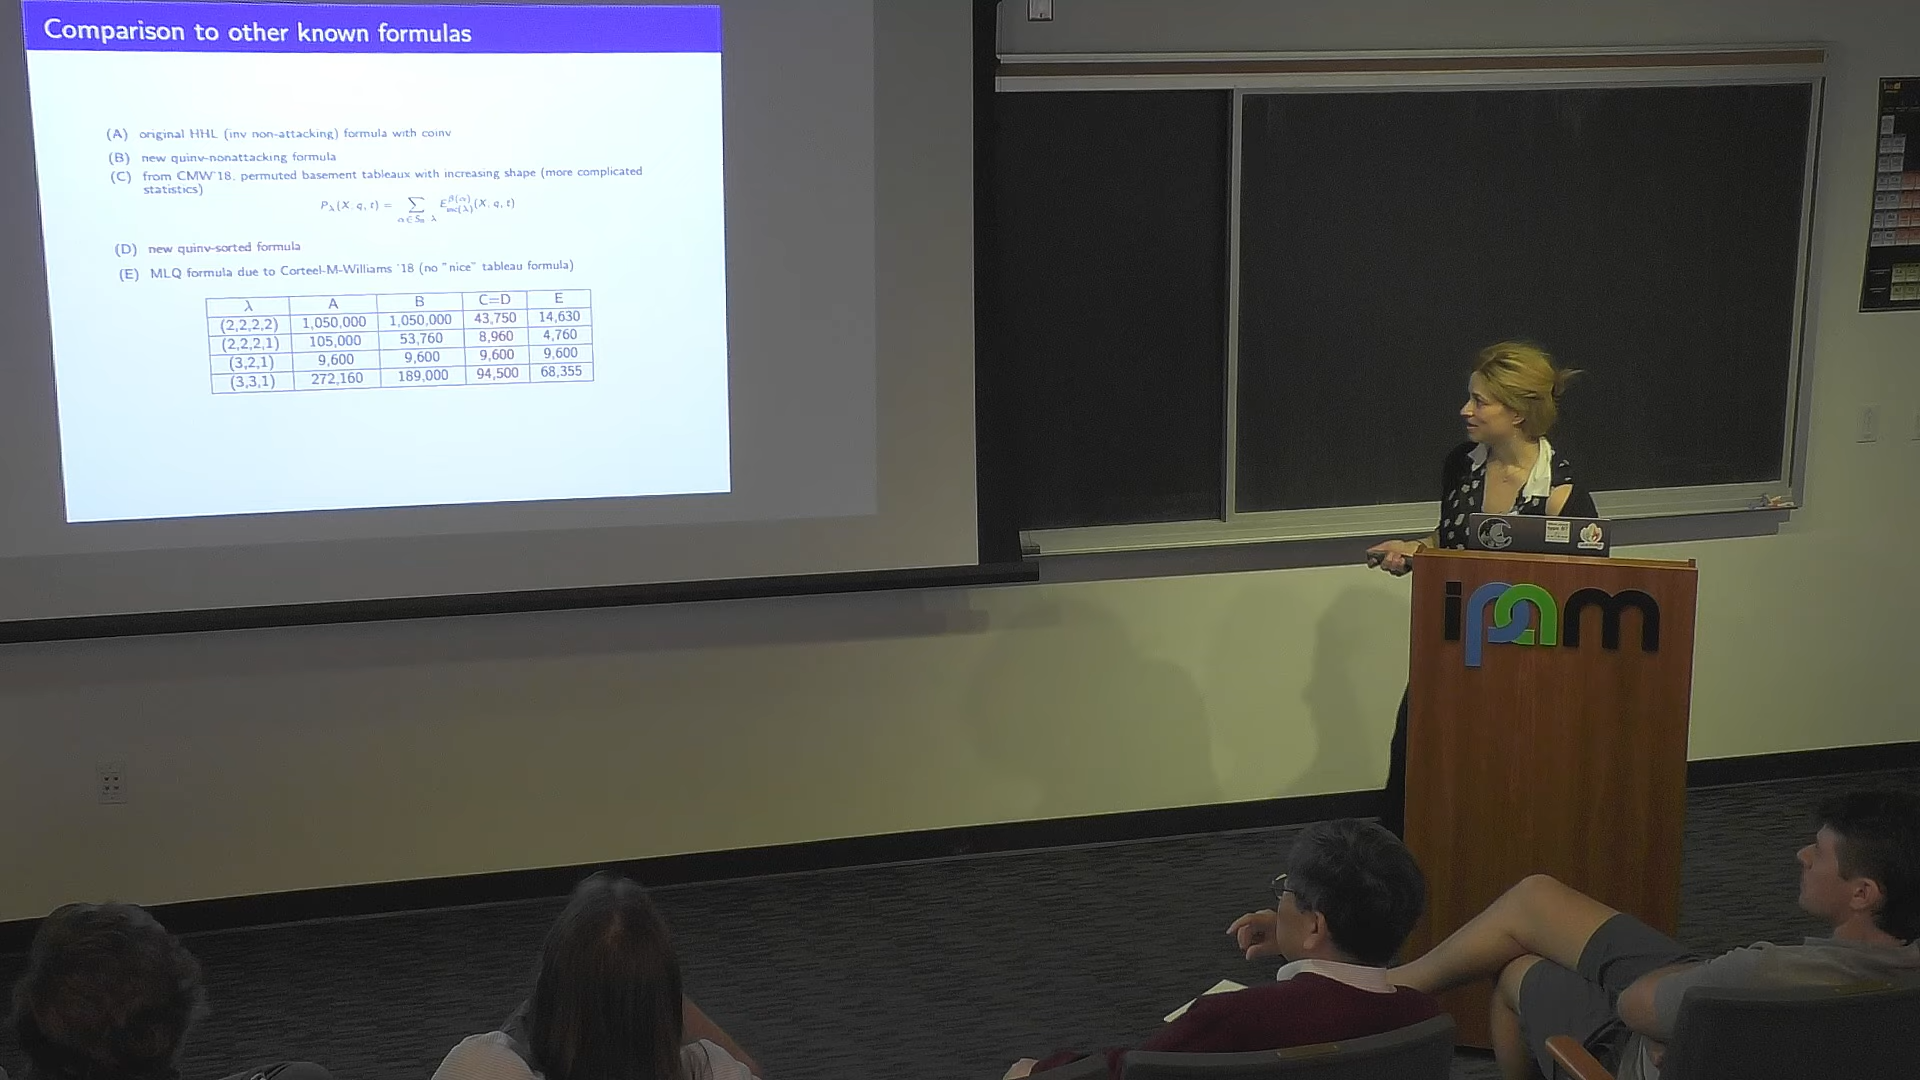 Comparison to other known formulas
(A) original HHL (inv non-attacking) formula with coinv
(B) new quinv-nonattacking formula
(C) from CMW'18, permuted basement tableaux with increasing shape (more complicated
statistics)
P_λ(X, q, t) = ∑_{α∈S_n·λ} E^{β(α)}_{inc(λ)}(X, q, t)
(D) new quinv-sorted formula
(E) MLQ formula due to Corteel-M-Williams '18 (no "nice" tableau formula)
λ A B C=D E
(2,2,2,2) 1,050,000 1,050,000 43,750 14,630
(2,2,2,1) 105,000 53,760 8,960 4,760
(3,2,1) 9,600 9,600 9,600 9,600
(3,3,1) 272,160 189,000 94,500 68,355
ipam